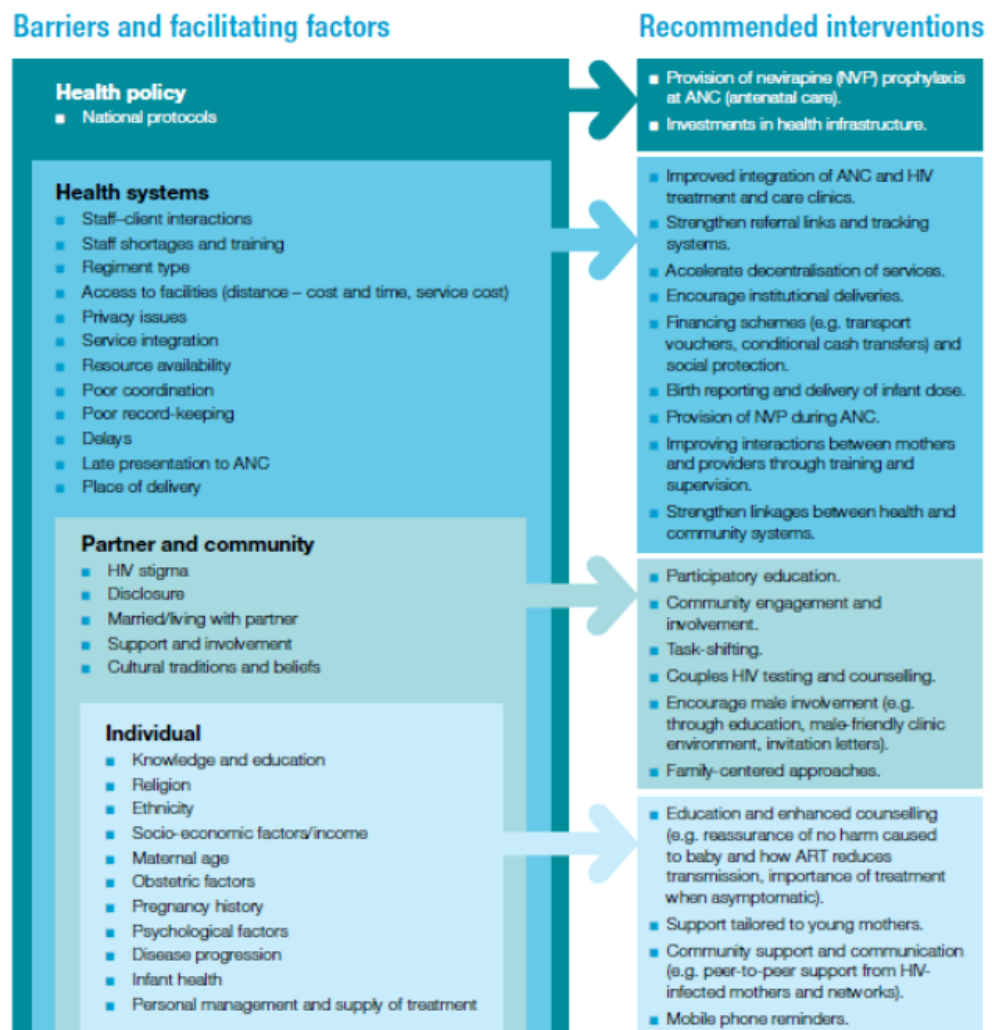 Barriers and facilitating factors
Health policy
National protocols
Health systems
Staff–client interactions
Staff shortages and training
Regiment type
Access to facilities (distance – cost and time, service cost)
Privacy issues
Service integration
Resource availability
Poor coordination
Poor record-keeping
Delays
Late presentation to ANC
Place of delivery
Partner and community
HIV stigma
Disclosure
Married/living with partner
Support and involvement
Cultural traditions and beliefs
Individual
Knowledge and education
Religion
Ethnicity
Socio-economic factors/income
Maternal age
Obstetric factors
Pregnancy history
Psychological factors
Disease progression
Infant health
Personal management and supply of treatment
Recommended interventions
Provision of nevirapine (NVP) prophylaxis
at ANC (antenatal care).
Investments in health infrastructure.
Improved integration of ANC and HIV
treatment and care clinics.
Strengthen referral links and tracking
systems.
Accelerate decentralisation of services.
Encourage institutional deliveries.
Financing schemes (e.g. transport
vouchers, conditional cash transfers) and
social protection.
Birth reporting and delivery of infant dose.
Provision of NVP during ANC.
Improving interactions between mothers
and providers through training and
supervision.
Strengthen linkages between health and
community systems.
Participatory education.
Community engagement and
involvement.
Task-shifting.
Couples HIV testing and counselling.
Encourage male involvement (e.g.
through education, male-friendly clinic
environment, invitation letters).
Family-centered approaches.
Education and enhanced counselling
(e.g. reassurance of no harm caused
to baby and how ART reduces
transmission, importance of treatment
when asymptomatic).
Support tailored to young mothers.
Community support and communication
(e.g. peer-to-peer support from HIV-
infected mothers and networks).
Mobile phone reminders.